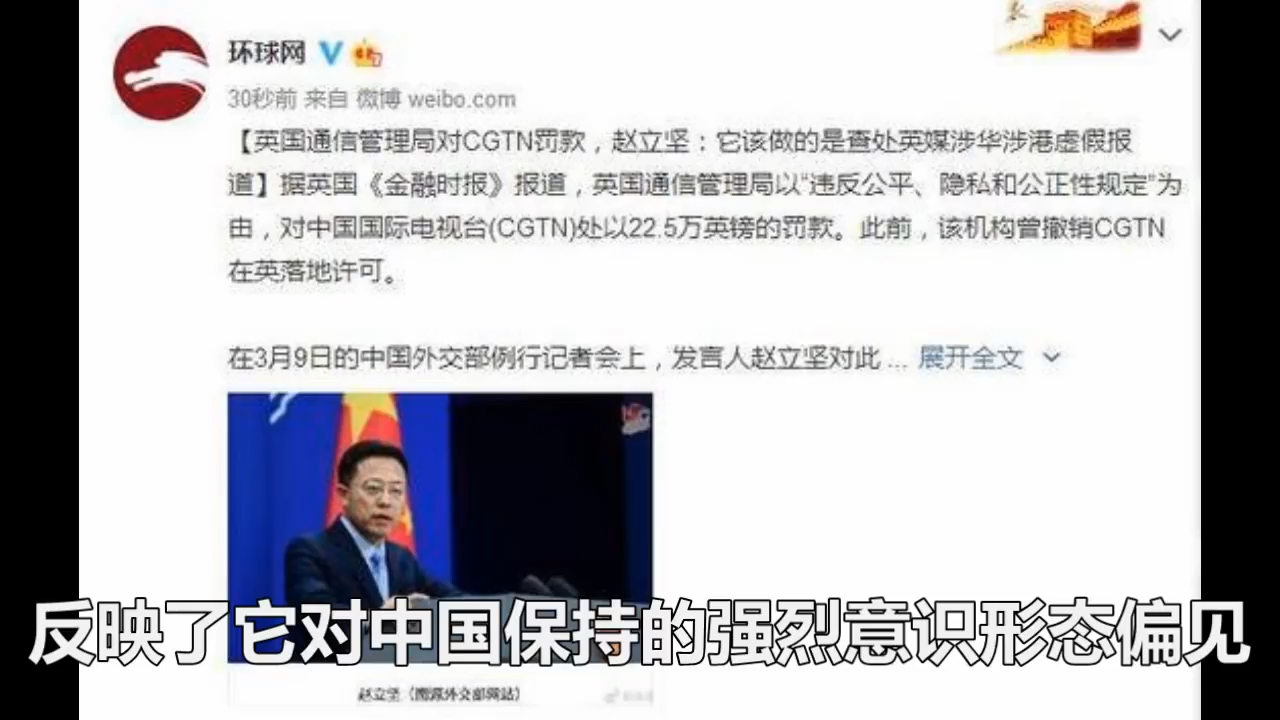 环球网
30秒前 来自 微博 weibo.com
【英国通信管理局对CGTN罚款，赵立坚：它该做的是查处英媒涉华涉港虚假报
道】据英国《金融时报》报道，英国通信管理局以“违反公平、隐私和公正性规定”为
由，对中国国际电视台(CGTN)处以22.5万英镑的罚款。此前，该机构曾撤销CGTN
在英落地许可。
在3月9日的中国外交部例行记者会上，发言人赵立坚对此 ... 展开全文
反映了它对中国保持的强烈意识形态偏见
赵立坚（图源外交部网站）